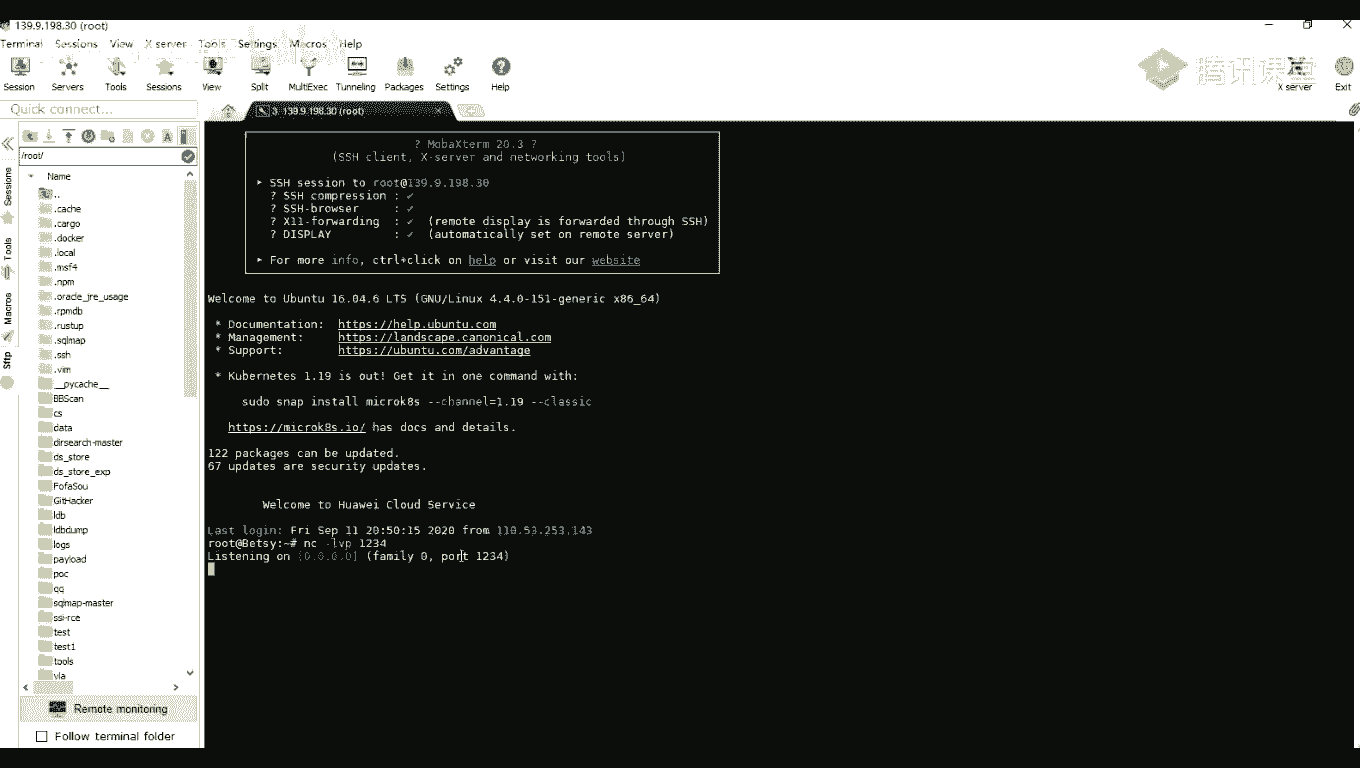 139.9.198.30 (root)
Terminal Sessions View X server Tools Settings Macros Help
Session Servers Tools Sessions View Split MultiExec Tunneling Packages Settings Help
腾讯课堂
X server Exit
Quick connect...
3. 139.9.198.30 (root)
/root/
Name
..
.cache
.cargo
.docker
.local
.msf4
.npm
.oracle_jre_usage
.rpmdb
.rustup
.sqlmap
.ssh
.vim
__pycache__
BBScan
cs
data
dirsearch-master
ds_store
ds_store_exp
FofaSou
GitHacker
ldb
ldbdump
logs
payload
poc
qq
sqlmap-master
ssi-rce
test
test1
tools
Remote monitoring
Follow terminal folder
Sessions
Tools
Macros
Sftp
? MobaXterm 20.3 ?
(SSH client, X-server and networking tools)
➤ SSH session to root@139.9.198.30
? SSH compression : ✓
? SSH-browser : ✓
? X11-forwarding : ✓ (remote display is forwarded through SSH)
? DISPLAY : ✓ (automatically set on remote server)
➤ For more info, ctrl+click on help or visit our website
Welcome to Ubuntu 16.04.6 LTS (GNU/Linux 4.4.0-151-generic x86_64)
* Documentation: https://help.ubuntu.com
* Management: https://landscape.canonical.com
* Support: https://ubuntu.com/advantage
* Kubernetes 1.19 is out! Get it in one command with:
sudo snap install microk8s --channel=1.19 --classic
https://microk8s.io/ has docs and details.
122 packages can be updated.
67 updates are security updates.
Welcome to Huawei Cloud Service
Last login: Fri Sep 11 20:50:15 2020 from 110.53.253.143
root@Betsy:~# nc -lvp 1234
Listening on [0.0.0.0] (family 0, port 1234)